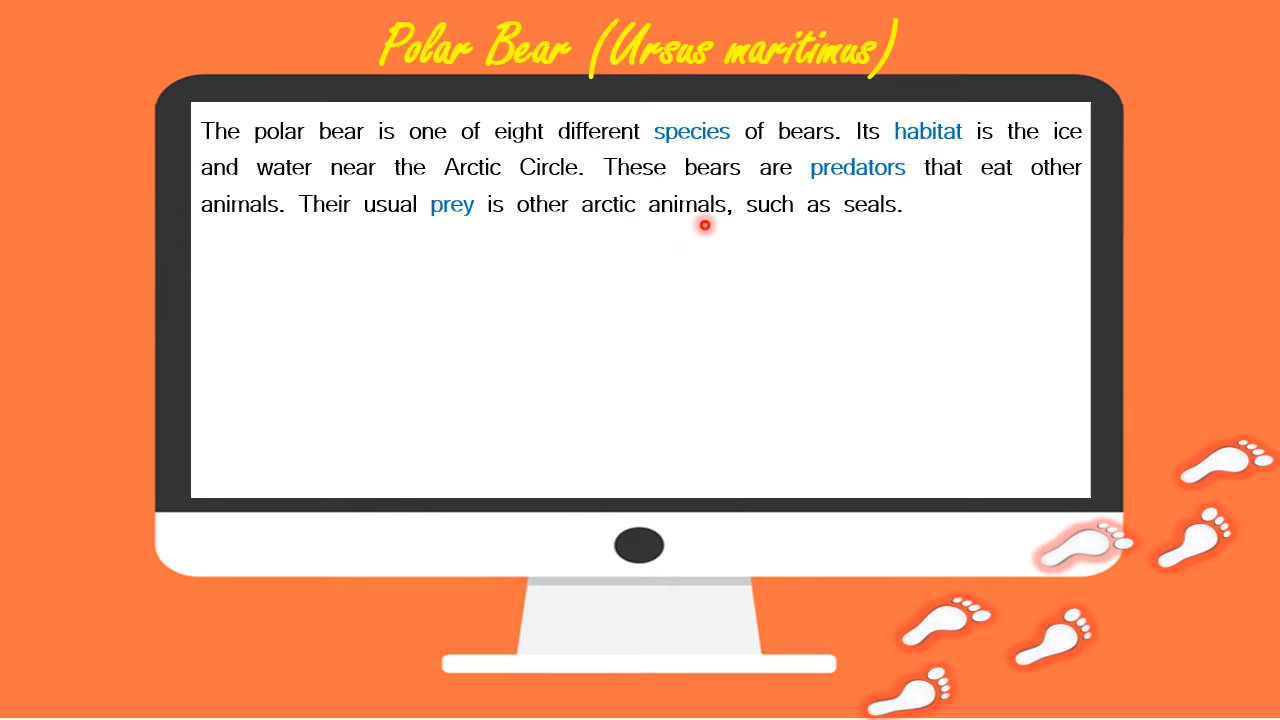 Polar Bear (Ursus maritimus)
The polar bear is one of eight different species of bears. Its habitat is the ice
and water near the Arctic Circle. These bears are predators that eat other
animals. Their usual prey is other arctic animals, such as seals.